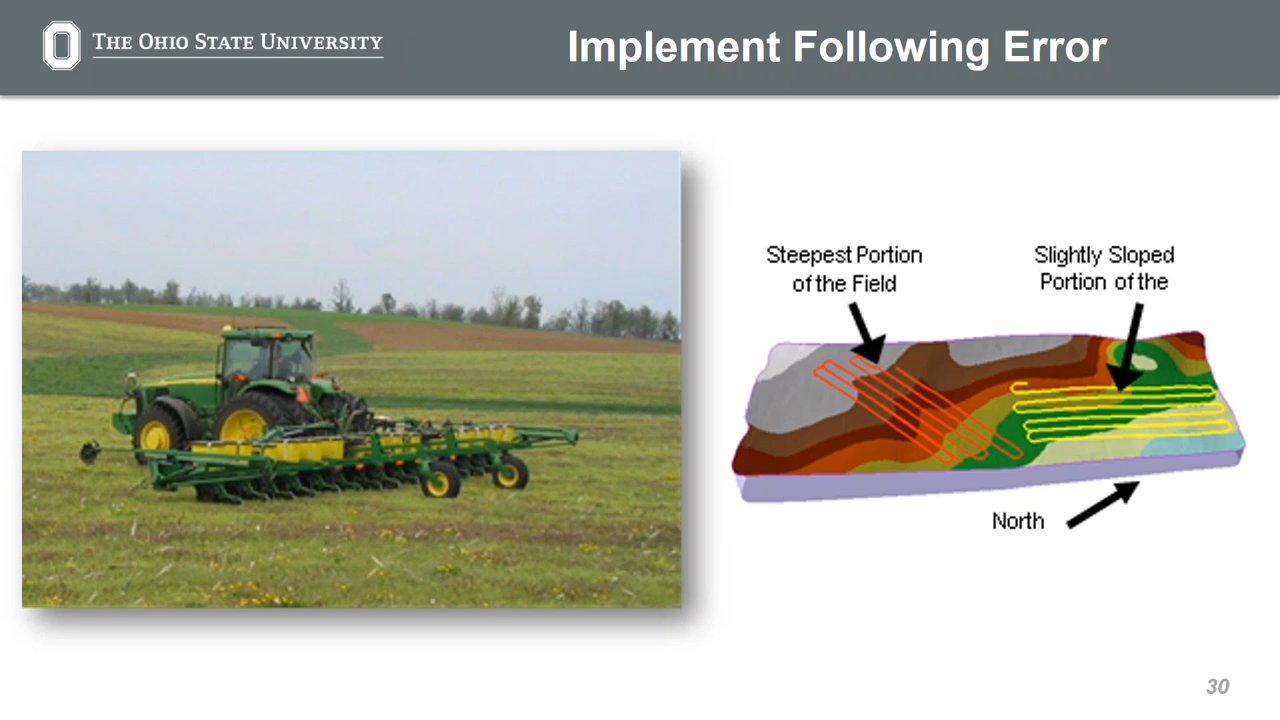 THE OHIO STATE UNIVERSITY
Implement Following Error
Steepest Portion
of the Field
Slightly Sloped
Portion of the
North
30